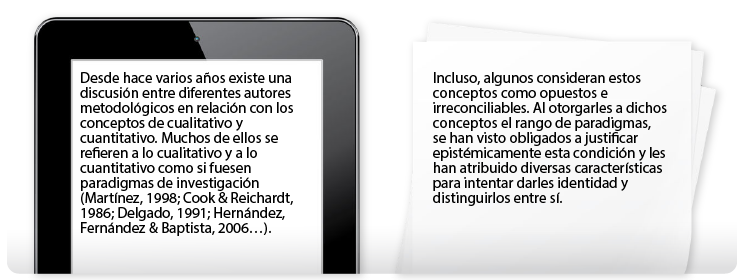 Desde hace varios años existe una
discusión entre diferentes autores
metodológicos en relación con los
conceptos de cualitativo y
cuantitativo. Muchos de ellos se
refieren a lo cualitativo y a lo
cuantitativo como si fuesen
paradigmas de investigación
(Martínez, 1998; Cook & Reichardt,
1986; Delgado, 1991; Hernández,
Fernández & Baptista, 2006…).
Incluso, algunos consideran estos
conceptos como opuestos e
irreconciliables. Al otorgarles a dichos
conceptos el rango de paradigmas,
se han visto obligados a justificar
epistémicamente esta condición y les
han atribuido diversas características
para intentar darles identidad y
distinguirlos entre sí.